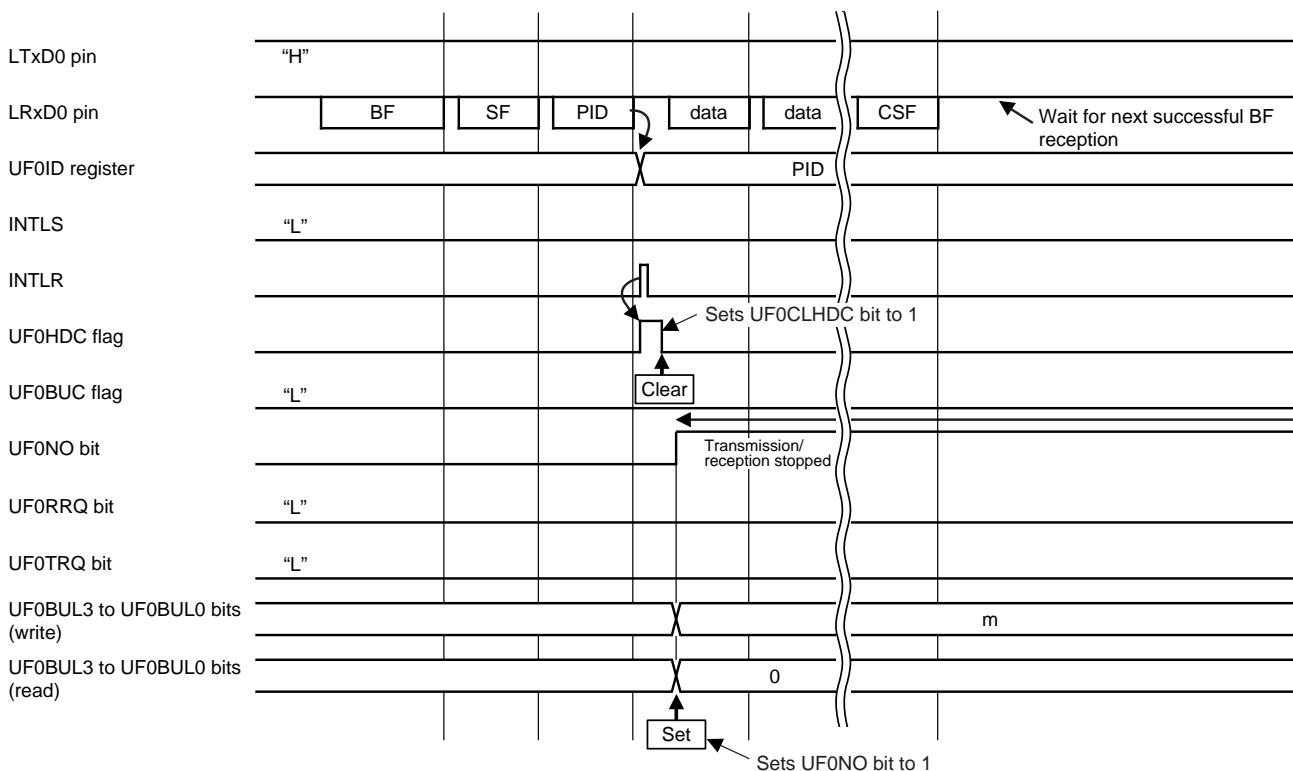 LTxD0 pin “H”
LRxD0 pin BF SF PID data data CSF Wait for next successful BF
reception
UF0ID register PID
INTLS “L”
INTLR
Sets UF0CLHDC bit to 1
UF0HDC flag
Clear
UF0BUC flag “L”
UF0NO bit Transmission/
reception stopped
UF0RRQ bit “L”
UF0TRQ bit “L”
UF0BUL3 to UF0BUL0 bits
(write) m
UF0BUL3 to UF0BUL0 bits
(read) 0
Set
Sets UF0NO bit to 1